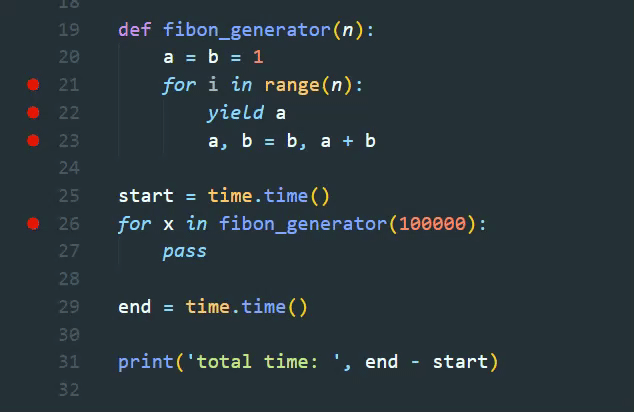 18
19 def fibon_generator(n):
20     a = b = 1
21     for i in range(n):
22         yield a
23         a, b = b, a + b
24
25 start = time.time()
26 for x in fibon_generator(100000):
27     pass
28
29 end = time.time()
30
31 print('total time: ', end - start)
32